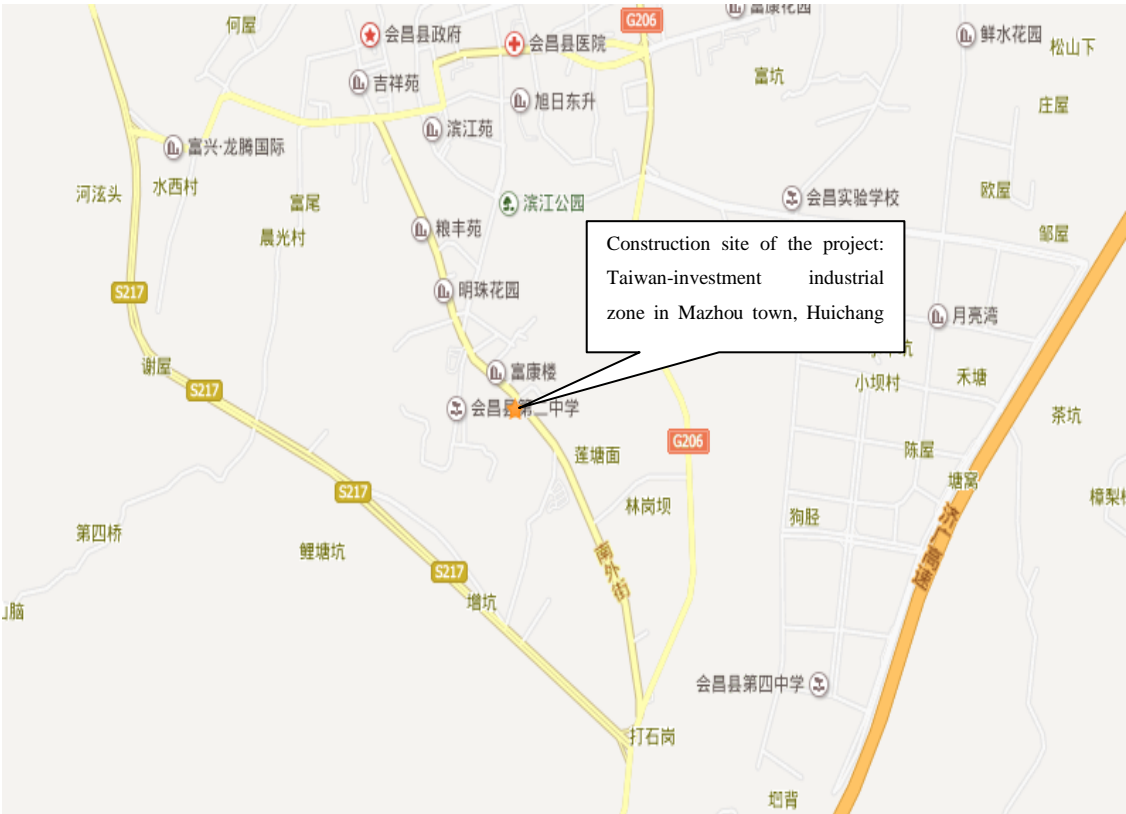 何屋
会昌县政府
G206
富康花园
鲜水花园
松山下
会昌县医院
吉祥苑
富坑
旭日东升
庄屋
滨江苑
富兴·龙腾国际
河泫头
水西村
富尾
滨江公园
会昌实验学校
欧屋
晨光村
粮丰苑
邹屋
Construction site of the project:
Taiwan-investment industrial
zone in Mazhou town, Huichang
S217
明珠花园
月亮湾
谢屋
富康楼
小坝村
禾塘
S217
会昌县第二中学
茶坑
G206
莲塘面
陈屋
塘窝
S217
林岗坝
狗胫
第四桥
鲤塘坑
济广高速
南外街
S217
增坑
会昌县第四中学
打石岗